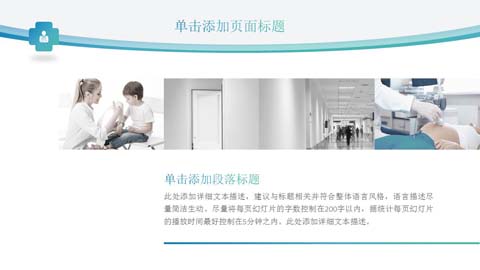 单击添加页面标题
单击添加段落标题
此处添加详细文本描述，建议与标题相关并符合整体语言风格，语言描述尽
量简洁生动。尽量将每页幻灯片的字数控制在200字以内，据统计每页幻灯片
的播放时间最好控制在5分钟之内。此处添加详细文本描述。